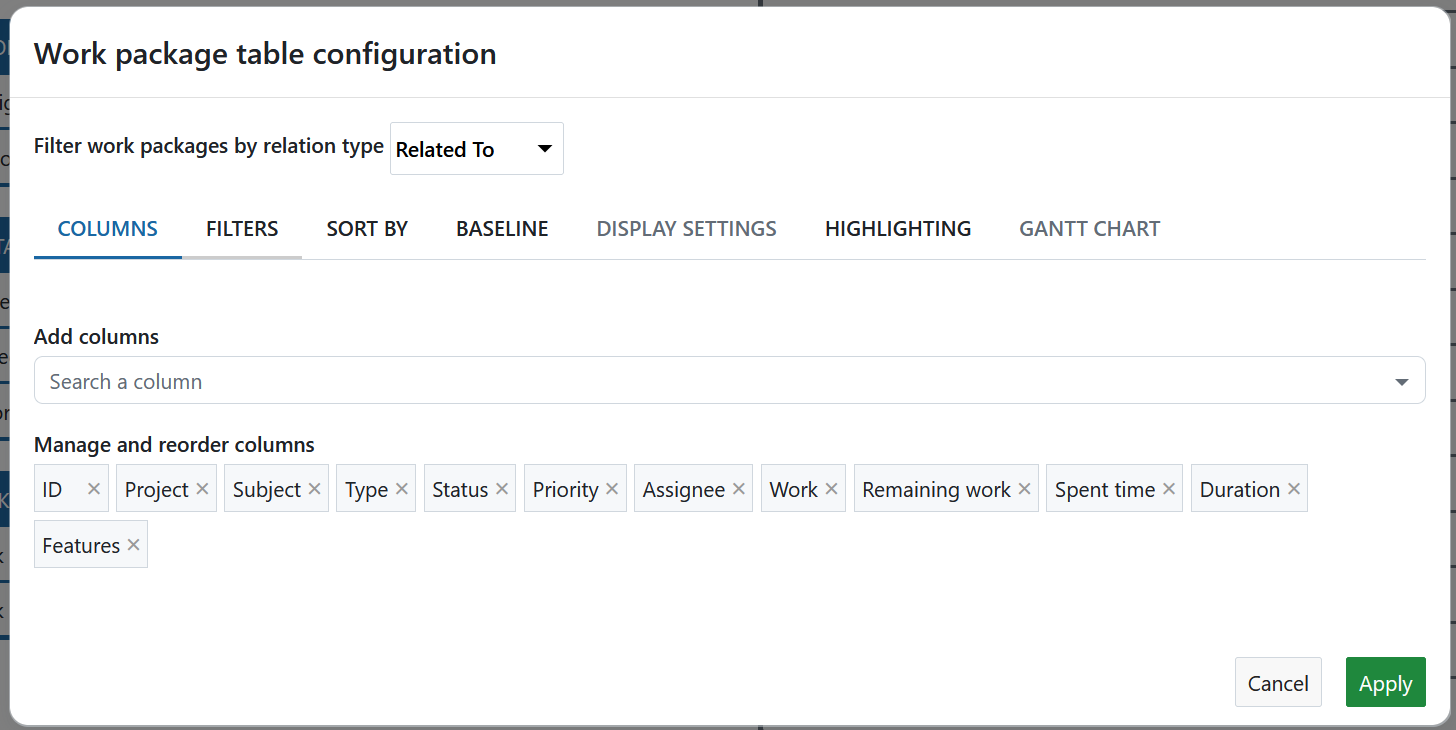 Work package table configuration
Filter work packages by relation type Related To
COLUMNS FILTERS SORT BY BASELINE DISPLAY SETTINGS HIGHLIGHTING GANTT CHART
Add columns
Search a column
Manage and reorder columns
ID × Project × Subject × Type × Status × Priority × Assignee × Work × Remaining work × Spent time × Duration ×
Features ×
Cancel Apply